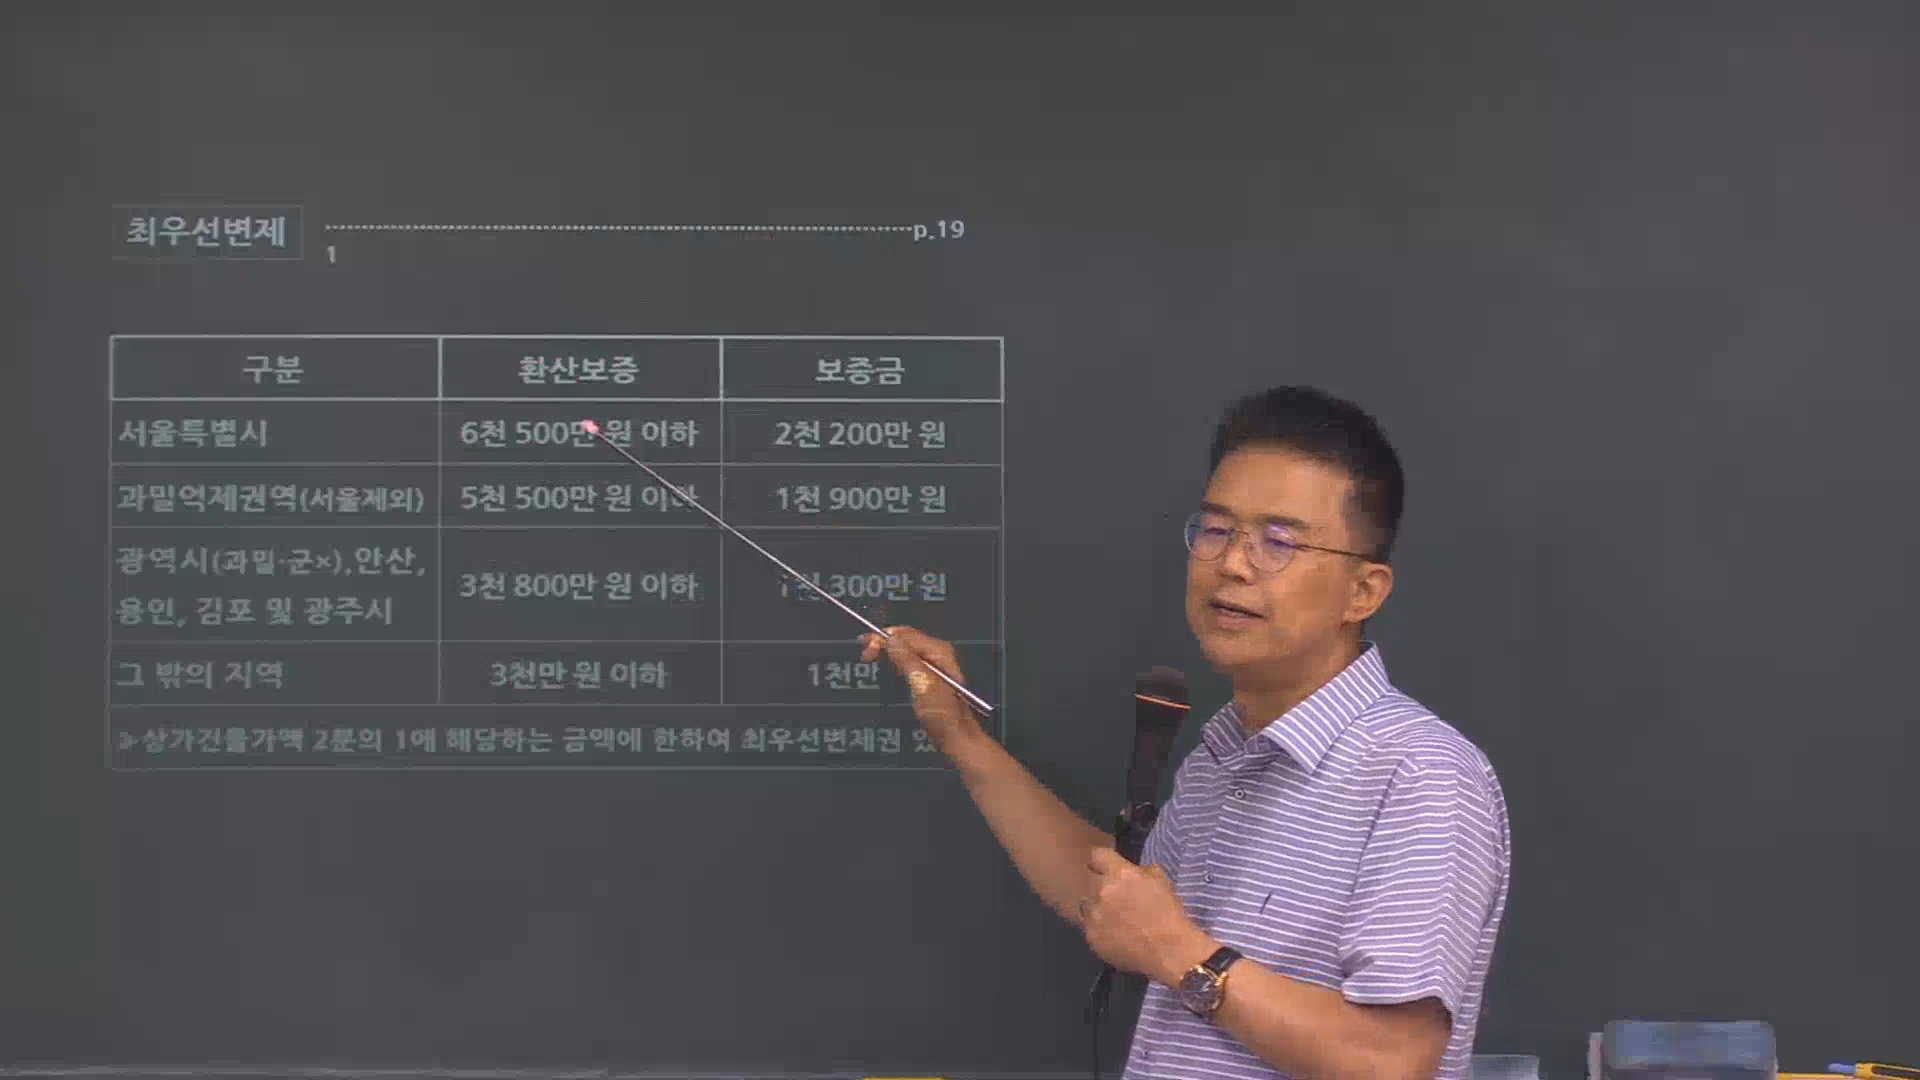 최우선변제 p.19
1
구분 환산보증 보증금
서울특별시 6천 500만 원 이하 2천 200만 원
과밀억제권역(서울제외) 5천 500만 원 이하 1천 900만 원
광역시(과밀·군×),안산,
용인, 김포 및 광주시 3천 800만 원 이하 1천 300만 원
그 밖의 지역 3천만 원 이하 1천만
➢상가건물가액 2분의 1에 해당하는 금액에 한하여 최우선변제권 있